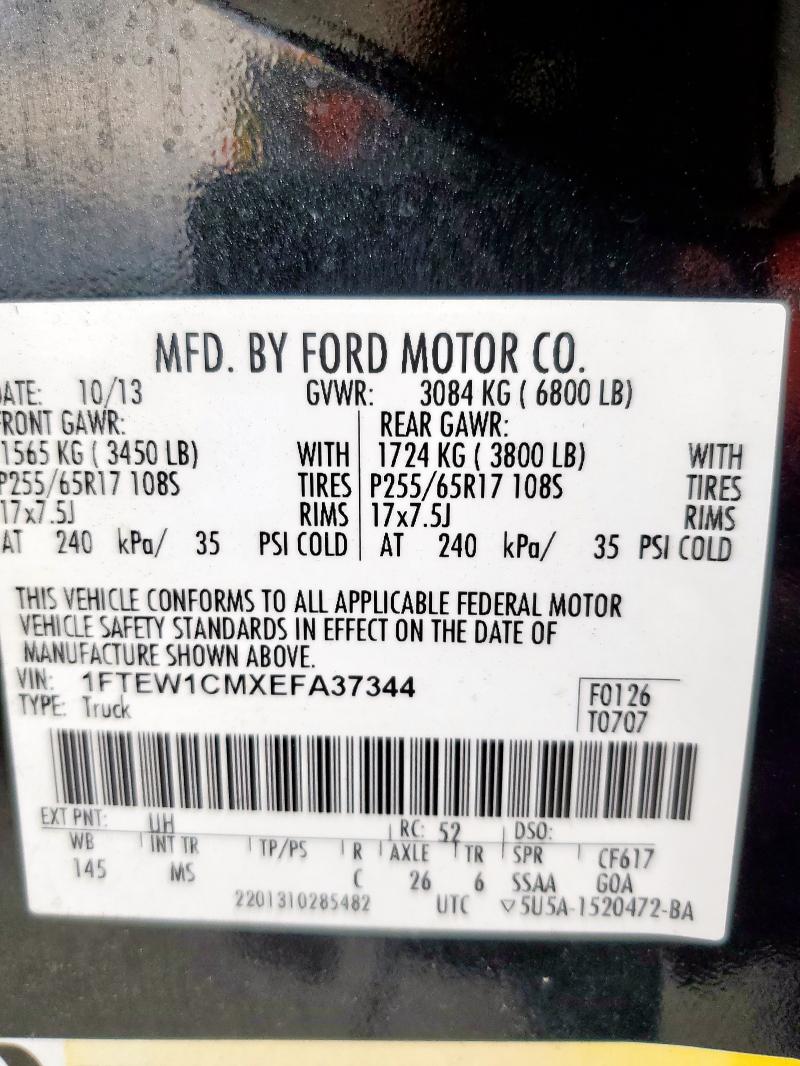 MFD. BY FORD MOTOR CO.
ATE: 10/13 GVWR: 3084 KG ( 6800 LB)
RONT GAWR: REAR GAWR:
1565 KG ( 3450 LB) WITH 1724 KG ( 3800 LB) WITH
P255/65R17 108S TIRES P255/65R17 108S TIRES
17x7.5J RIMS 17x7.5J RIMS
AT 240 kPa/ 35 PSI COLD AT 240 kPa/ 35 PSI COLD
THIS VEHICLE CONFORMS TO ALL APPLICABLE FEDERAL MOTOR
VEHICLE SAFETY STANDARDS IN EFFECT ON THE DATE OF
MANUFACTURE SHOWN ABOVE.
VIN: 1FTEW1CMXEFA37344
TYPE: Truck
F0126
T0707
EXT PNT: UH RC: 52 DSO:
WB INT TR TP/PS R AXLE TR SPR CF617
145 MS C 26 6 SSAA GOA
2201310285482 UTC ▽5U5A-1520472-BA